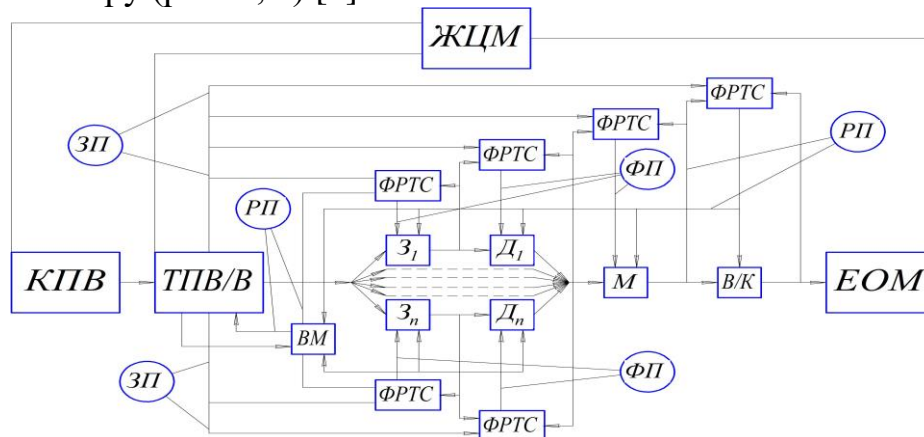 ЖЦМ
ФРТС
ФРТС
РП
ЗП
ФРТС
ФП
ФРТС
РП
З1
Д1
КПВ
ТПВ/В
М
В/К
ЕОМ
Зn
Дn
ВМ
ЗП
ФРТС
ФП
ФРТС